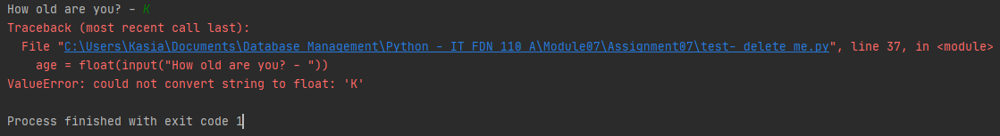 How old are you? - K
Traceback (most recent call last):
  File "C:\Users\Kasia\Documents\Database Management\Python - IT FDN 110 A\Module07\Assignment07\test- delete me.py", line 37, in <module>
    age = float(input("How old are you? - "))
ValueError: could not convert string to float: 'K'
Process finished with exit code 1